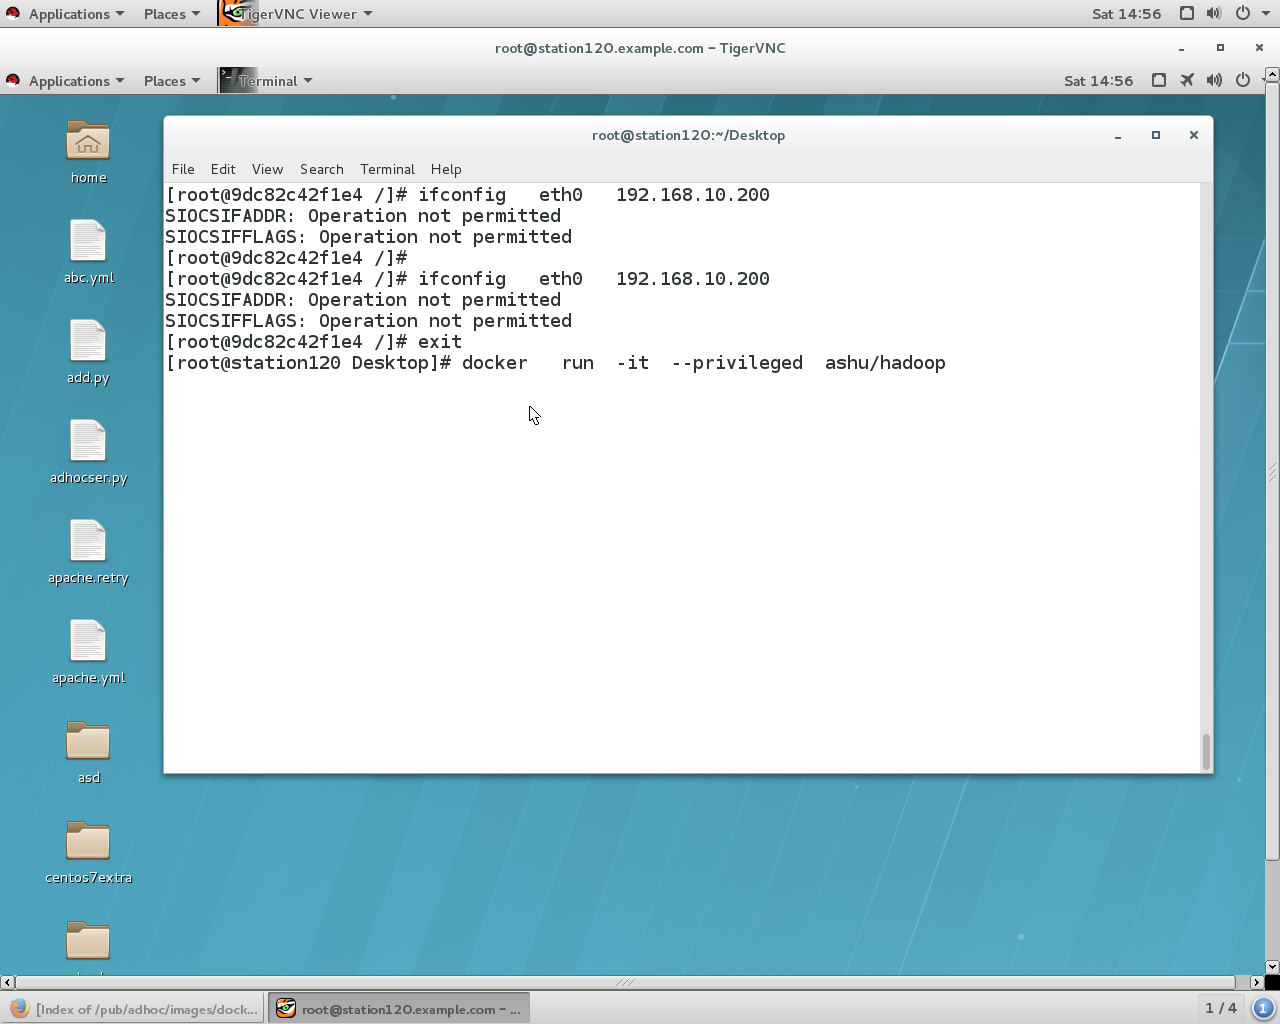 Applications Places TigerVNC Viewer Sat 14:56
root@station120.example.com – TigerVNC
Applications Places Terminal Sat 14:56
root@station120:~/Desktop
File Edit View Search Terminal Help
[root@9dc82c42f1e4 /]# ifconfig   eth0   192.168.10.200
SIOCSIFADDR: Operation not permitted
SIOCSIFFLAGS: Operation not permitted
[root@9dc82c42f1e4 /]#
[root@9dc82c42f1e4 /]# ifconfig   eth0   192.168.10.200
SIOCSIFADDR: Operation not permitted
SIOCSIFFLAGS: Operation not permitted
[root@9dc82c42f1e4 /]# exit
[root@station120 Desktop]# docker   run  -it  --privileged  ashu/hadoop
home
abc.yml
add.py
adhocser.py
apache.retry
apache.yml
asd
centos7extra
[Index of /pub/adhoc/images/dock... root@station120.example.com – ... 1 / 4 1